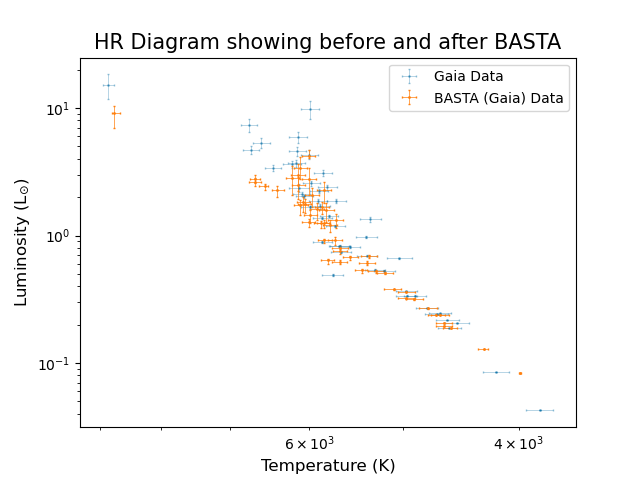 HR Diagram showing before and after BASTA
Gaia Data
BASTA (Gaia) Data
Luminosity (L☉)
10¹
10⁰
10⁻¹
6 × 10³
4 × 10³
Temperature (K)